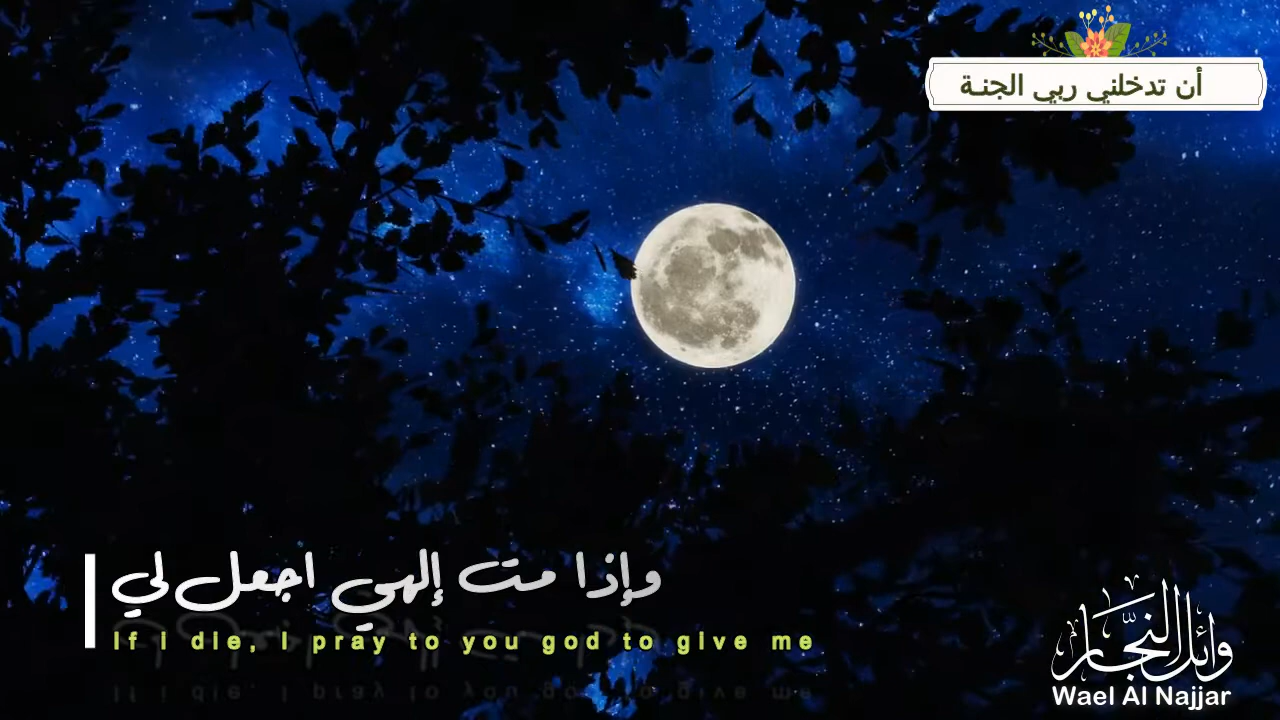 أن تدخلني ربي الجنـة
وإذا مت إلهي اجعل لي
If i die, I pray to you god to give me
وائل النجار
Wael Al Najjar